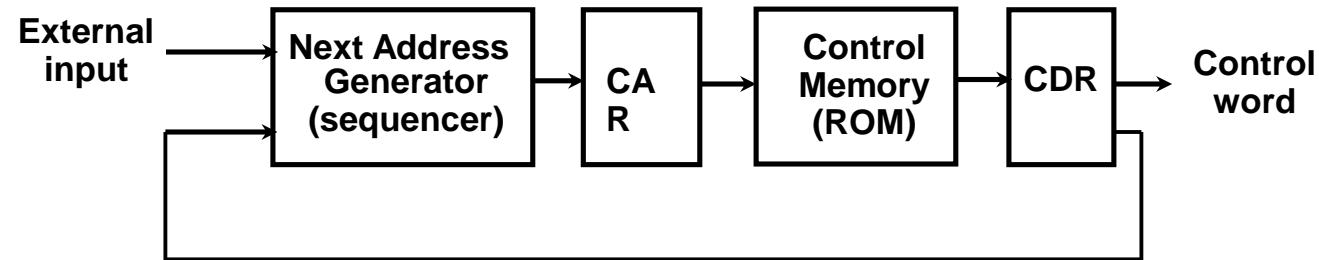 External
input
Next Address
Generator
(sequencer)
CA
R
Control
Memory
(ROM)
CDR
Control
word